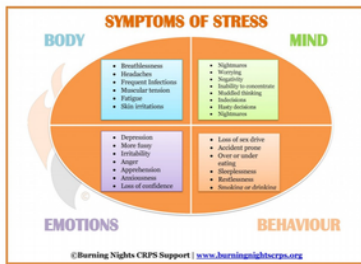 SYMPTOMS OF STRESS
BODY
MIND
Breathlessness
Headaches
Frequent Infections
Muscular tension
Fatigue
Skin irritations
Nightmares
Worrying
Negativity
Inability to concentrate
Muddled thinking
Indecisions
Hasty decisions
Nightmares
Depression
More fussy
Irritability
Anger
Apprehension
Anxiousness
Loss of confidence
Loss of sex drive
Accident prone
Over or under
eating
Sleeplessness
Restlessness
Smoking or drinking
EMOTIONS
BEHAVIOUR
©Burning Nights CRPS Support | www.burningnightscrps.org